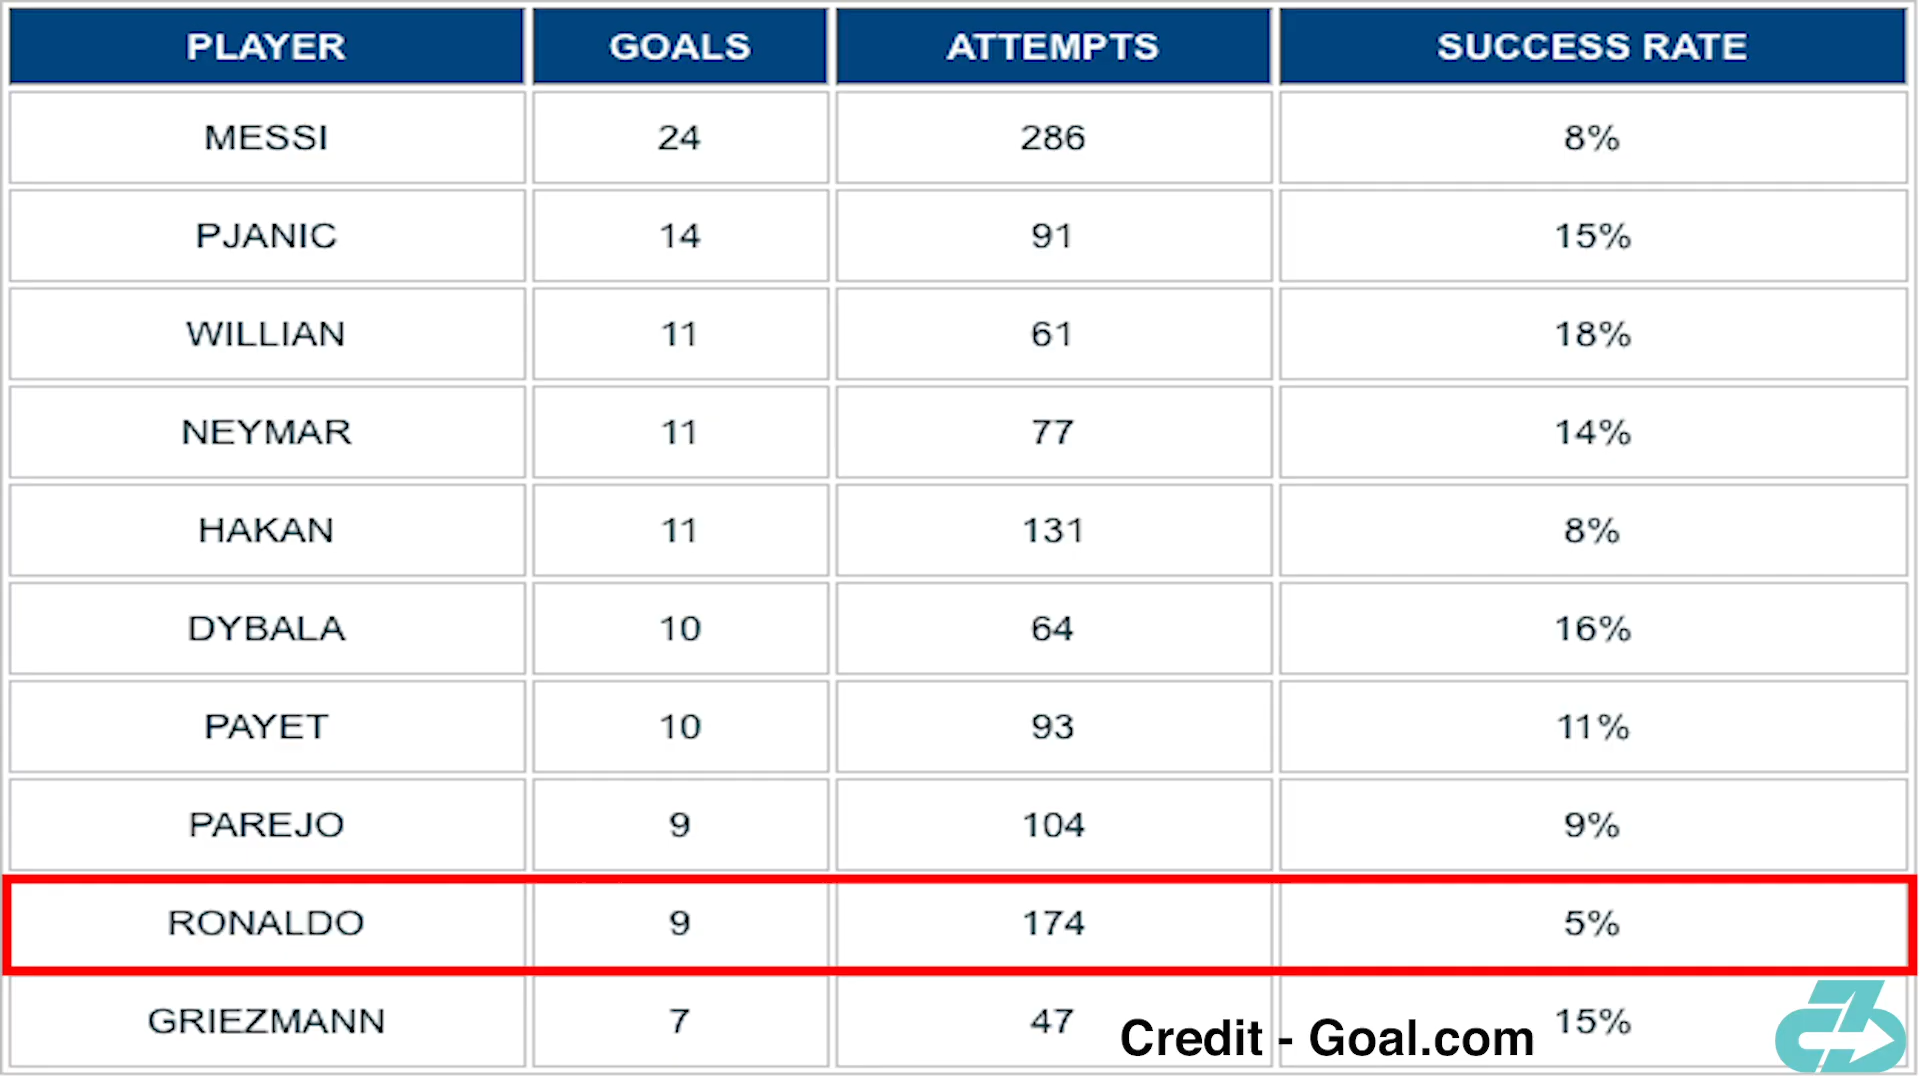 PLAYER GOALS ATTEMPTS SUCCESS RATE
MESSI 24 286 8%
PJANIC 14 91 15%
WILLIAN 11 61 18%
NEYMAR 11 77 14%
HAKAN 11 131 8%
DYBALA 10 64 16%
PAYET 10 93 11%
PAREJO 9 104 9%
RONALDO 9 174 5%
GRIEZMANN 7 47 15%
Credit - Goal.com